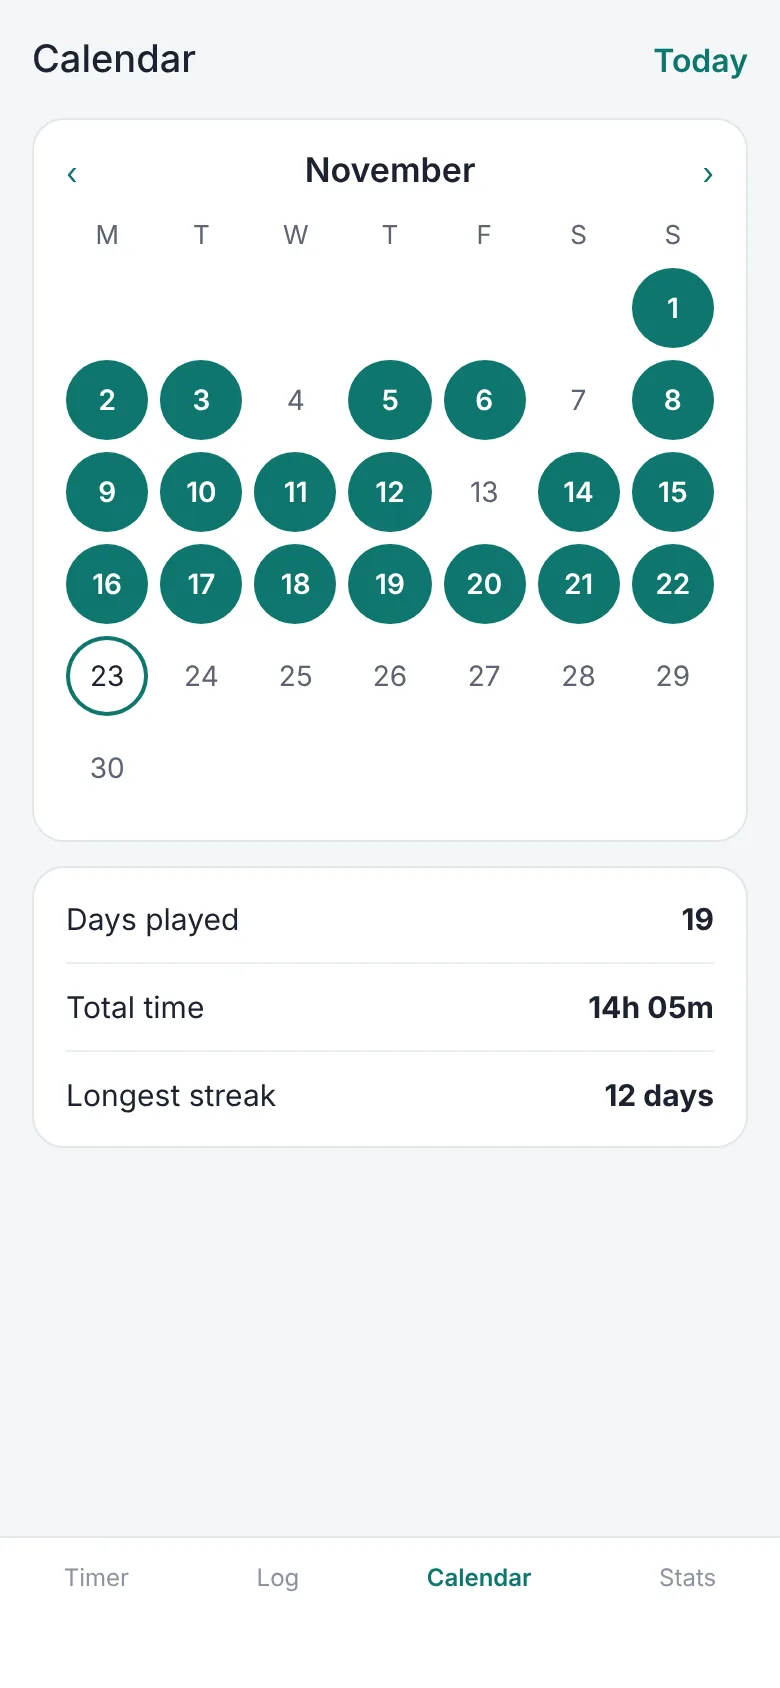 Calendar Today
‹ November ›
M T W T F S S
1
2 3 4 5 6 7 8
9 10 11 12 13 14 15
16 17 18 19 20 21 22
23 24 25 26 27 28 29
30
Days played 19
Total time 14h 05m
Longest streak 12 days
Timer Log Calendar Stats